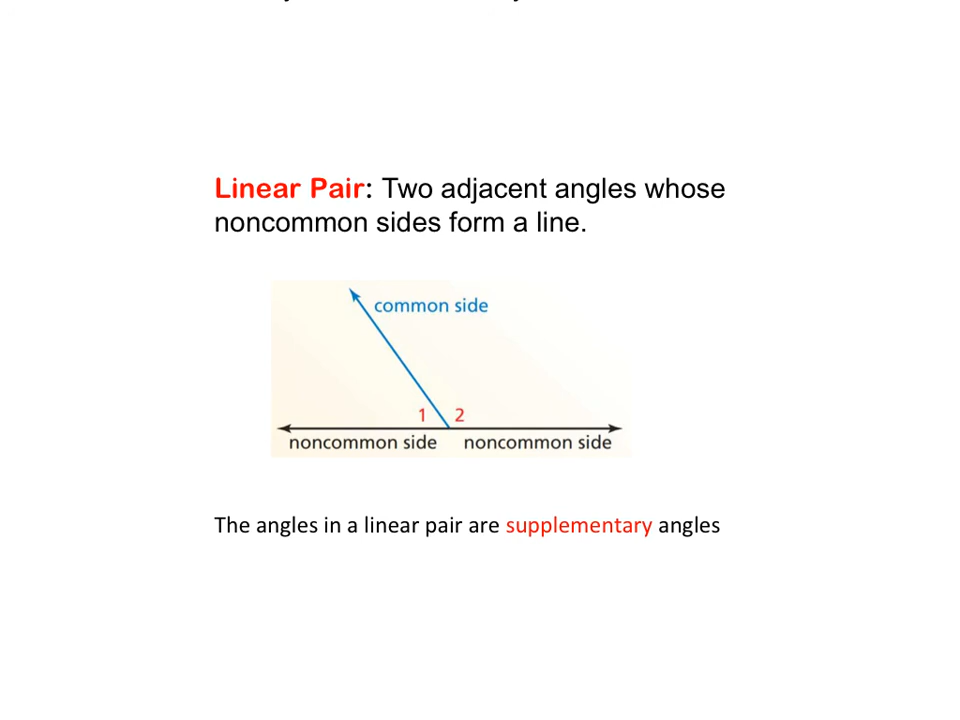 Linear Pair: Two adjacent angles whose
noncommon sides form a line.
common side
1 2
noncommon side noncommon side
The angles in a linear pair are supplementary angles